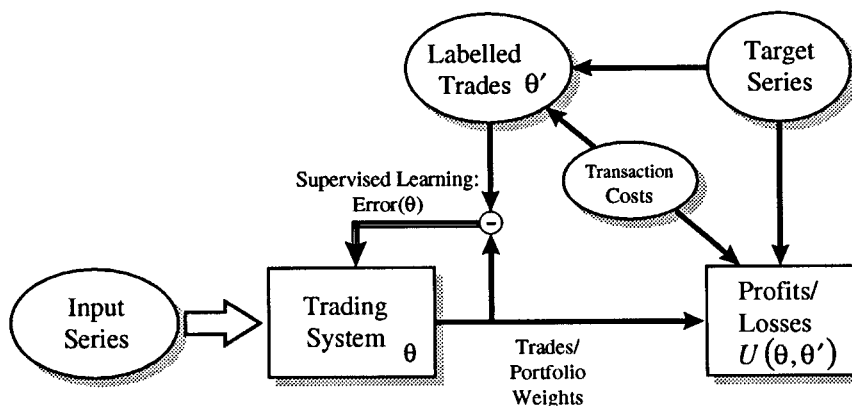 Labelled
Trades θ′
Target
Series
Transaction
Costs
Supervised Learning:
Error(θ)
-
Input
Series
Trading
System
θ
Trades/
Portfolio
Weights
Profits/
Losses
U(θ,θ′)